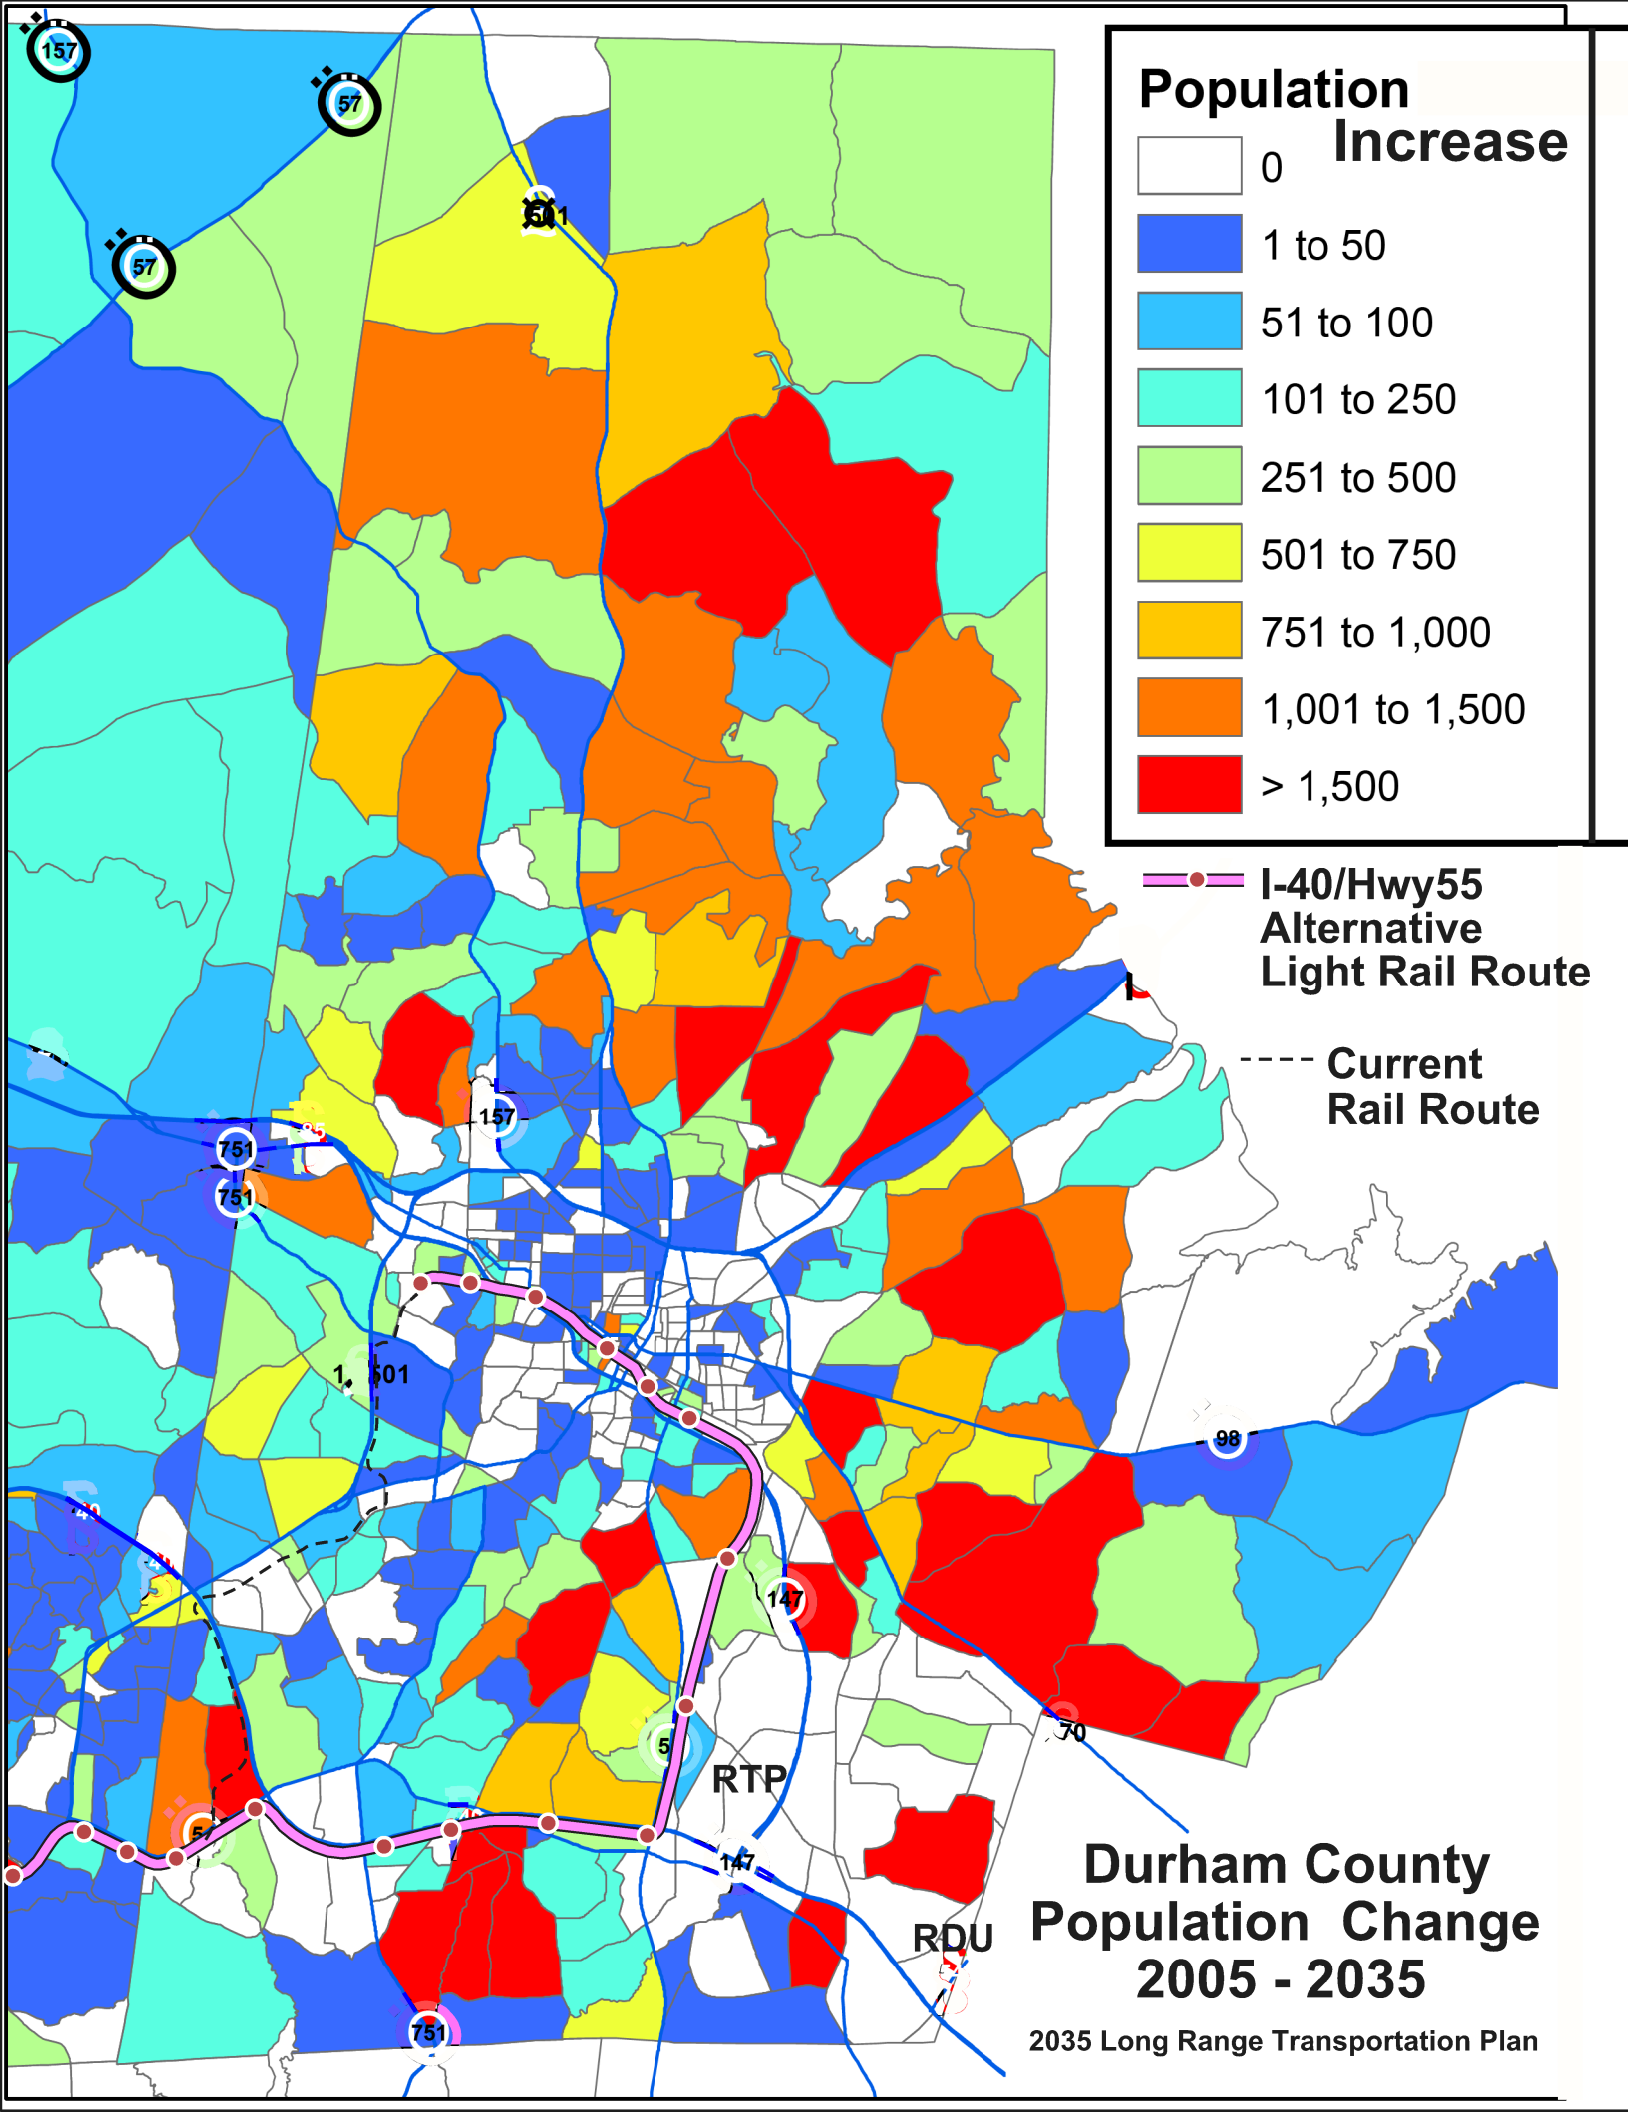 157
57
57
501
Population
Increase
0
1 to 50
51 to 100
101 to 250
251 to 500
501 to 750
751 to 1,000
1,001 to 1,500
> 1,500
I-40/Hwy55
Alternative
Light Rail Route
Current
Rail Route
157
751
751
501
98
147
70
RTP
147
RDU
751
Durham County
Population Change
2005 - 2035
2035 Long Range Transportation Plan